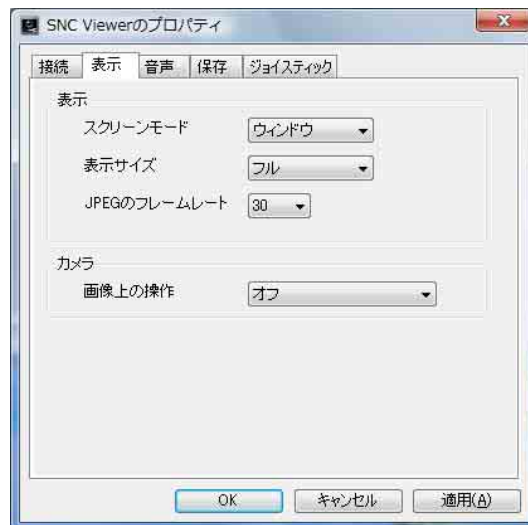 SNC Viewerのプロパティ
接続 表示 音声 保存 ジョイスティック
表示
スクリーンモード ウィンドウ
表示サイズ フル
JPEGのフレームレート 30
カメラ
画像上の操作 オフ
OK キャンセル 適用(A)